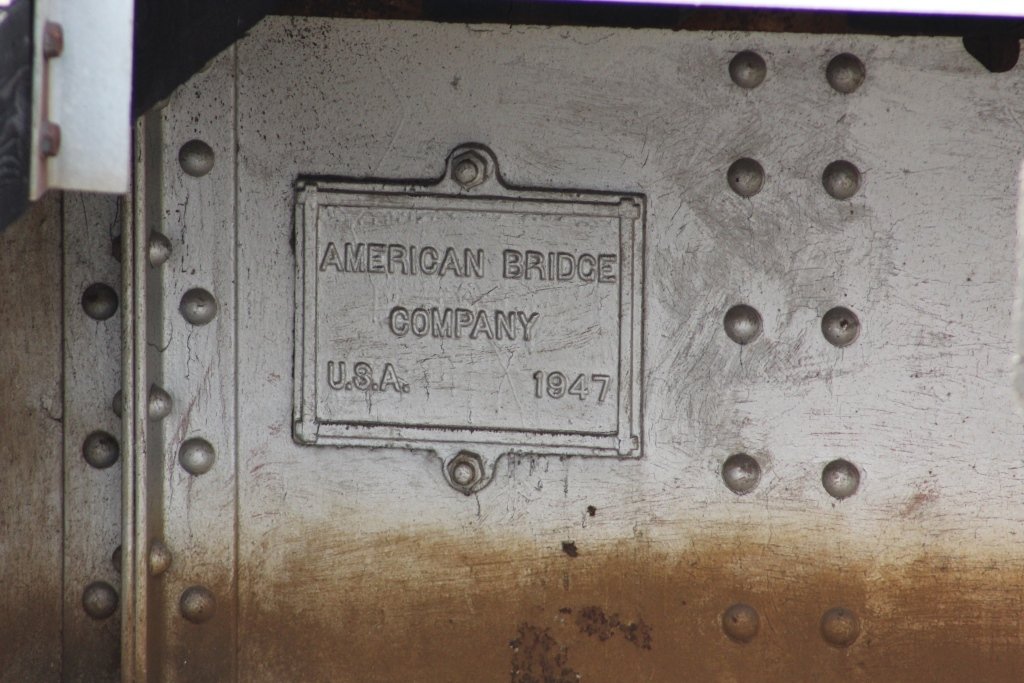 AMERICAN BRIDGE
COMPANY
U.S.A. 1947